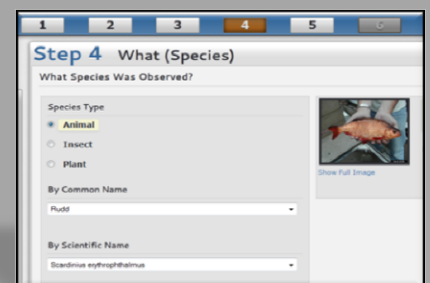 1 2 3 4 5 6
Step 4 What (Species)
What Species Was Observed?
Species Type
Animal
Insect
Plant
Show Full Image
By Common Name
Rudd
By Scientific Name
Scardinius erythrophthalmus